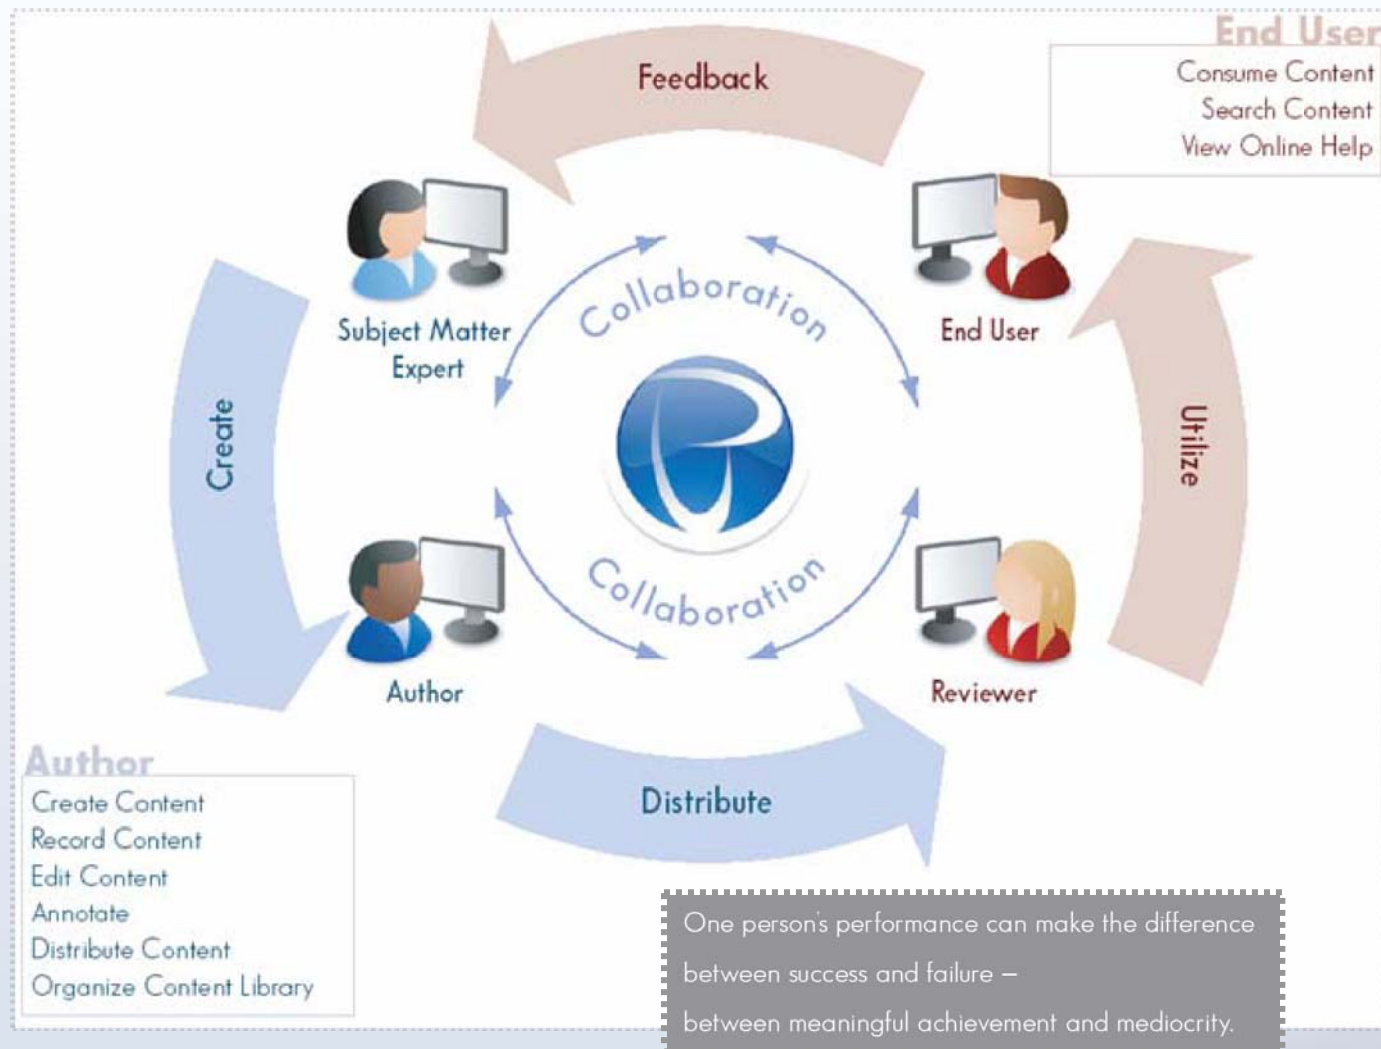 End User
Consume Content
Search Content
View Online Help
Feedback
Subject Matter
Expert
Collaboration
End User
Create
Utilize
Collaboration
Author
Reviewer
Distribute
Author
Create Content
Record Content
Edit Content
Annotate
Distribute Content
Organize Content Library
One person's performance can make the difference
between success and failure –
between meaningful achievement and mediocrity.